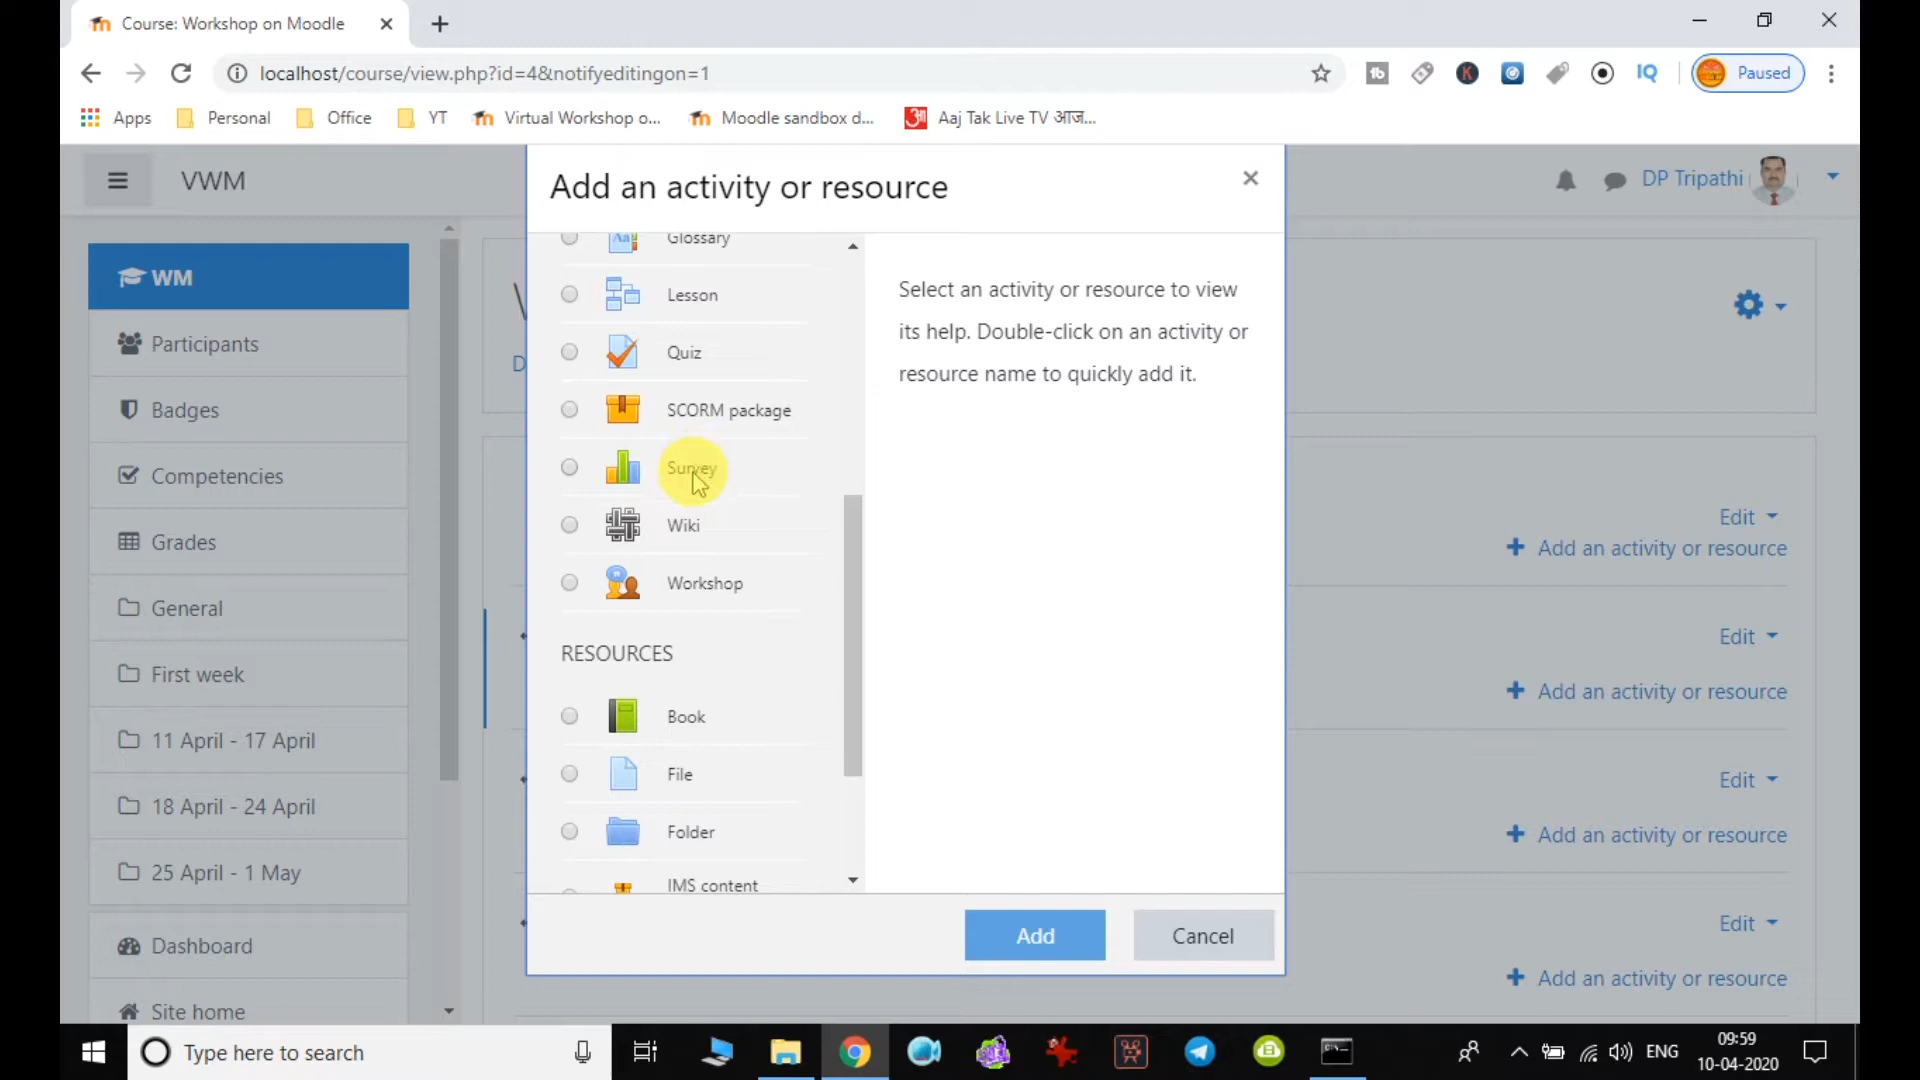 Course: Workshop on Moodle
localhost/course/view.php?id=4&notifyeditingon=1
IQ
Paused
Apps
Personal
Office
YT
Virtual Workshop o...
Moodle sandbox d...
Aaj Tak Live TV आज...
VWM
DP Tripathi
WM
Participants
Badges
Competencies
Grades
General
First week
11 April - 17 April
18 April - 24 April
25 April - 1 May
Dashboard
Site home
Add an activity or resource
Glossary
Lesson
Quiz
SCORM package
Survey
Wiki
Workshop
RESOURCES
Book
File
Folder
IMS content
Select an activity or resource to view
its help. Double-click on an activity or
resource name to quickly add it.
Add
Cancel
Edit
Add an activity or resource
Edit
Add an activity or resource
Edit
Add an activity or resource
Edit
Add an activity or resource
Type here to search
ENG
09:59
10-04-2020